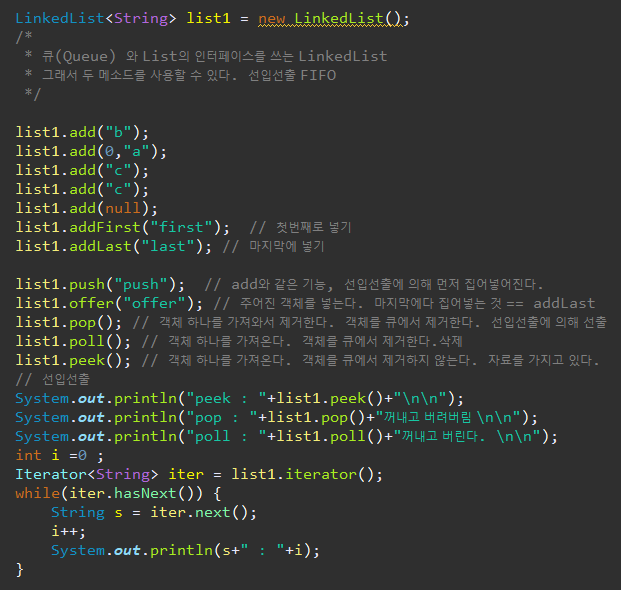 LinkedList<String> list1 = new LinkedList();
/*
 * 큐(Queue) 와 List의 인터페이스를 쓰는 LinkedList
 * 그래서 두 메소드를 사용할 수 있다. 선입선출 FIFO
 */
list1.add("b");
list1.add(0,"a");
list1.add("c");
list1.add("c");
list1.add(null);
list1.addFirst("first");  // 첫번째로 넣기
list1.addLast("last"); // 마지막에 넣기
list1.push("push");  // add와 같은 기능, 선입선출에 의해 먼저 집어넣어진다.
list1.offer("offer"); // 주어진 객체를 넣는다. 마지막에다 집어넣는 것 == addLast
list1.pop(); // 객체 하나를 가져와서 제거한다. 객체를 큐에서 제거한다. 선입선출에 의해 선출
list1.poll(); // 객체 하나를 가져온다. 객체를 큐에서 제거한다.삭제
list1.peek(); // 객체 하나를 가져온다. 객체를 큐에서 제거하지 않는다. 자료를 가지고 있다.
// 선입선출
System.out.println("peek : "+list1.peek()+"\n\n");
System.out.println("pop : "+list1.pop()+"꺼내고 버려버림 \n\n");
System.out.println("poll : "+list1.poll()+"꺼내고 버린다. \n\n");
int i =0 ;
Iterator<String> iter = list1.iterator();
while(iter.hasNext()) {
    String s = iter.next();
    i++;
    System.out.println(s+" : "+i);
}